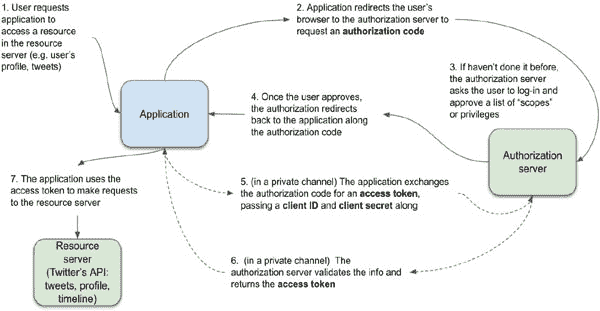 1. User requests
application to
access a resource
in the resource
server (e.g. user's
profile, tweets)
2. Application redirects the user's
browser to the authorization server to
request an authorization code
3. If haven't done it before,
the authorization server
asks the user to log-in and
approve a list of "scopes"
or privileges
Application
4. Once the user approves,
the authorization redirects
back to the application along
the authorization code
Authorization
server
7. The application uses the
access token to make requests
to the resource server
5. (in a private channel) The application exchanges
the authorization code for an access token,
passing a client ID and client secret along
Resource
server
(Twitter's API:
tweets, profile,
timeline)
6. (in a private channel) The
authorization server validates the info and
returns the access token